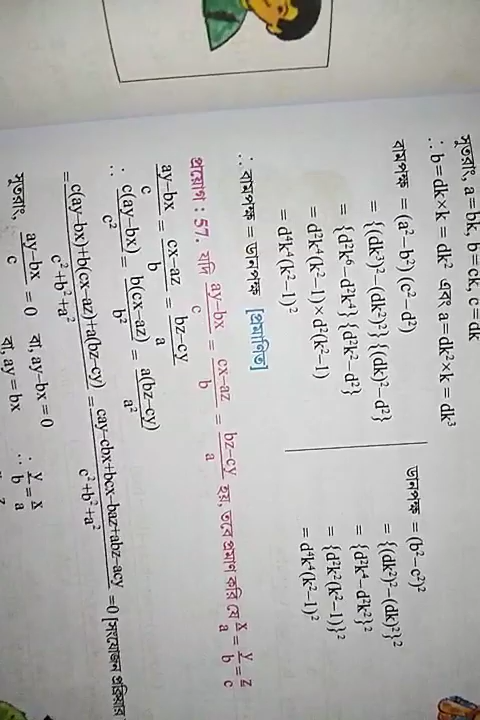 সুতরাং, a = bk, b = ck, c = dk
∴ b = dk×k = dk² এবং a = dk²×k = dk³
বামপক্ষ = (a²–b²) (c²–d²)
= {(dk³)²–(dk²)²} {(dk)²–d²}
= {d²k⁶–d²k⁴} {d²k²–d²}
= d²k⁴(k²–1)×d²(k²–1)
= d⁴k⁴(k²–1)²
ডানপক্ষ = (b²–c²)²
= {(dk²)²–(dk)²}²
= {d²k⁴–d²k²}²
= {d²k²(k²–1)}²
= d⁴k⁴(k²–1)²
∴ বামপক্ষ = ডানপক্ষ [প্রমাণিত]
প্রয়োগ : 57. যদি (ay–bx)/c = (cx–az)/b = (bz–cy)/a হয়, তবে প্রমাণ করি যে x/a = y/b = z/c
(ay–bx)/c = (cx–az)/b = (bz–cy)/a
∴ c(ay–bx)/c² = b(cx–az)/b² = a(bz–cy)/a²
= (c(ay–bx)+b(cx–az)+a(bz–cy))/(c²+b²+a²) = (cay–cbx+bcx–baz+abz–acy)/(c²+b²+a²) = 0 [সংযোজন প্রক্রিয়ার
সুতরাং, (ay–bx)/c = 0 বা, ay–bx = 0
বা, ay = bx ∴ y/b = x/a